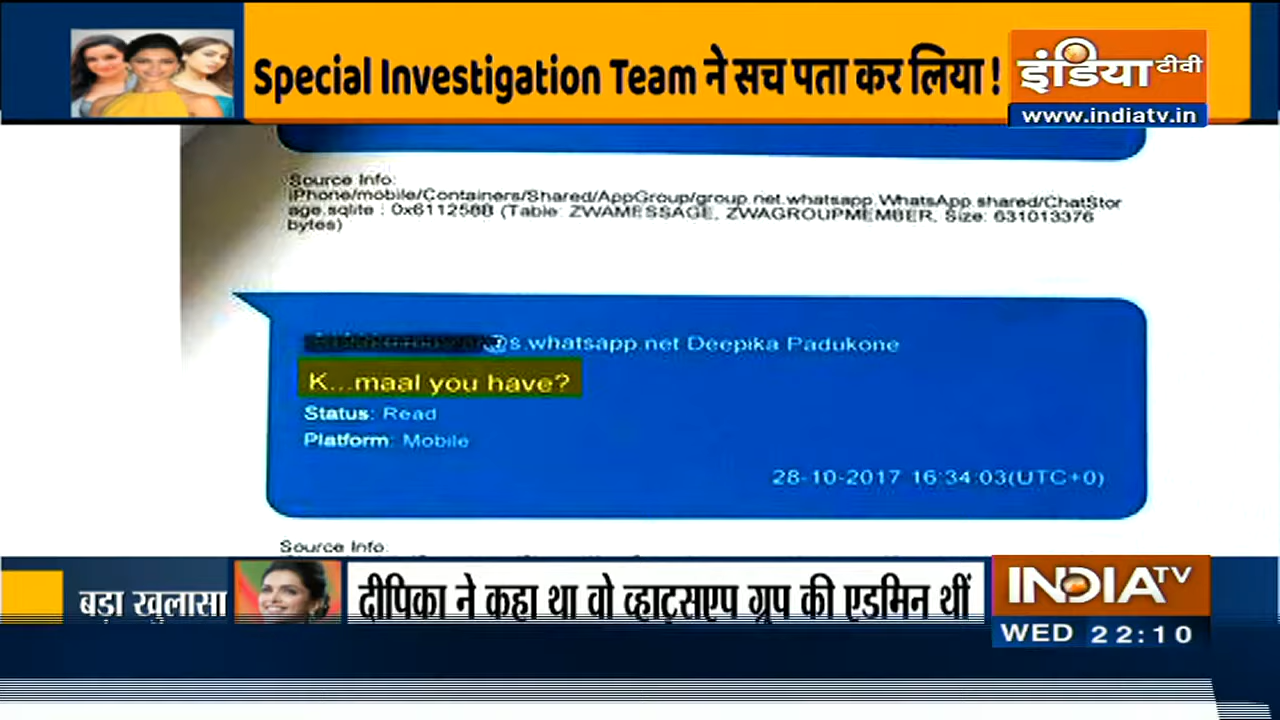 Special Investigation Team ने सच पता कर लिया !
इंडिया टीवी
www.indiatv.in
Source Info:
iPhone/mobile/Containers/Shared/AppGroup/group.net.whatsapp.WhatsApp.shared/ChatStor
age.sqlite : 0x611258B (Table: ZWAMESSAGE, ZWAGROUPMEMBER, Size: 631013376
bytes)
@s.whatsapp.net Deepika Padukone
K...maal you have?
Status: Read
Platform: Mobile
28-10-2017 16:34:03(UTC+0)
Source Info:
बड़ा खुलासा
दीपिका ने कहा था वो व्हाट्सएप ग्रुप की एडमिन थीं
INDIA TV
WED 22:10